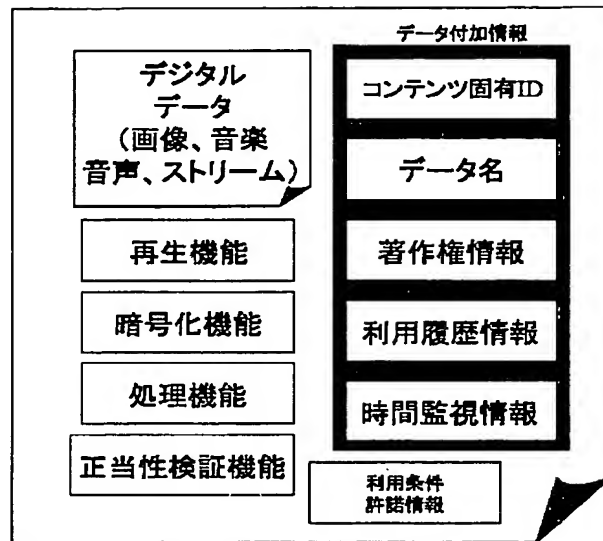 デジタル
データ
(画像、音楽
音声、ストリーム)
再生機能
暗号化機能
処理機能
正当性検証機能
データ付加情報
コンテンツ固有ID
データ名
著作権情報
利用履歴情報
時間監視情報
利用条件
許諾情報